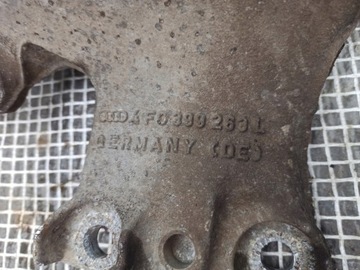 4F0 399 263 L
GERMANY (DE)